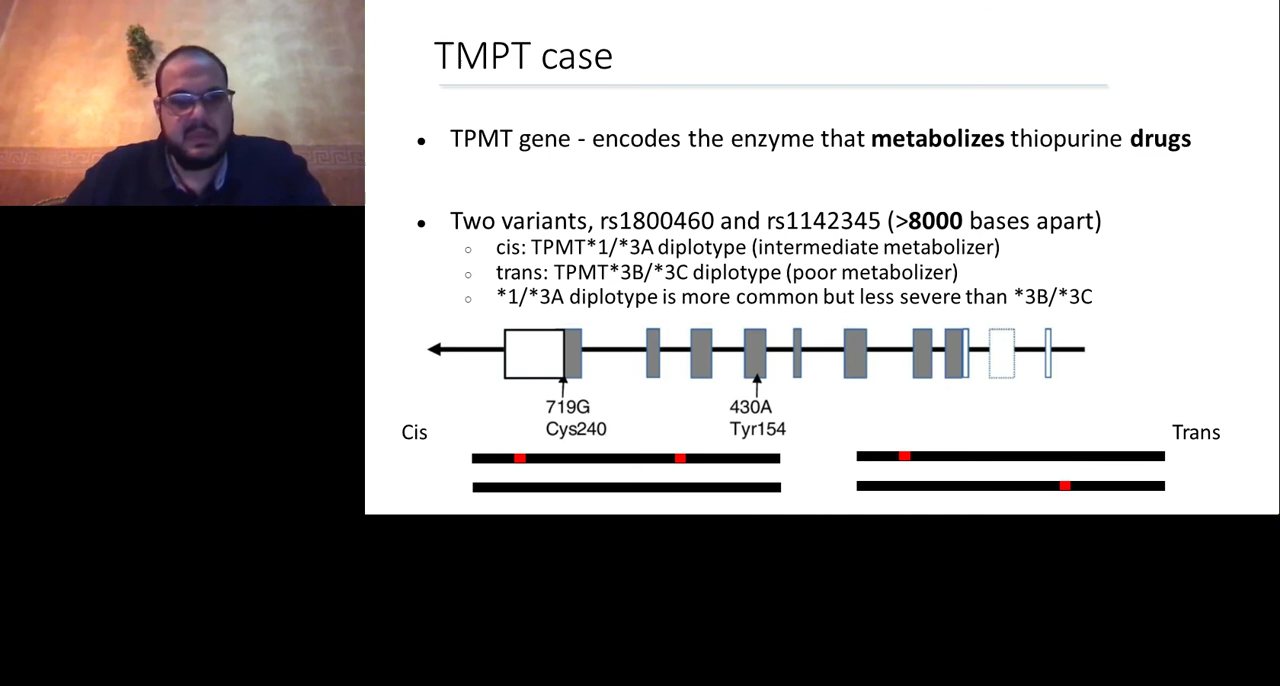 TMPT case
TPMT gene - encodes the enzyme that metabolizes thiopurine drugs
Two variants, rs1800460 and rs1142345 (>8000 bases apart)
cis: TPMT*1/*3A diplotype (intermediate metabolizer)
trans: TPMT*3B/*3C diplotype (poor metabolizer)
*1/*3A diplotype is more common but less severe than *3B/*3C
719G
Cys240
430A
Tyr154
Cis
Trans